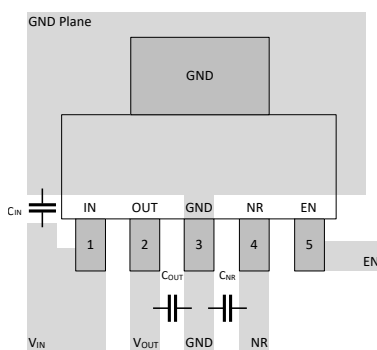 GND Plane
GND
IN OUT GND NR EN
CIN
1 2 3 4 5
EN
COUT CNR
VIN VOUT GND NR